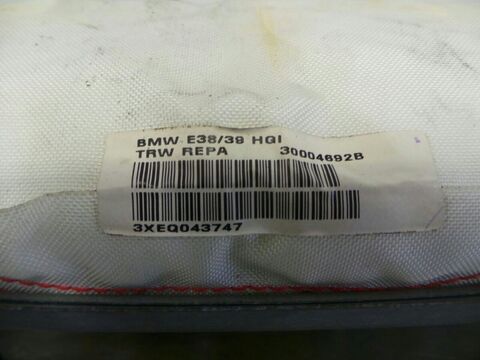 BMW E38/39 HGI
TRW REPA 30004692B
3XEQ043747